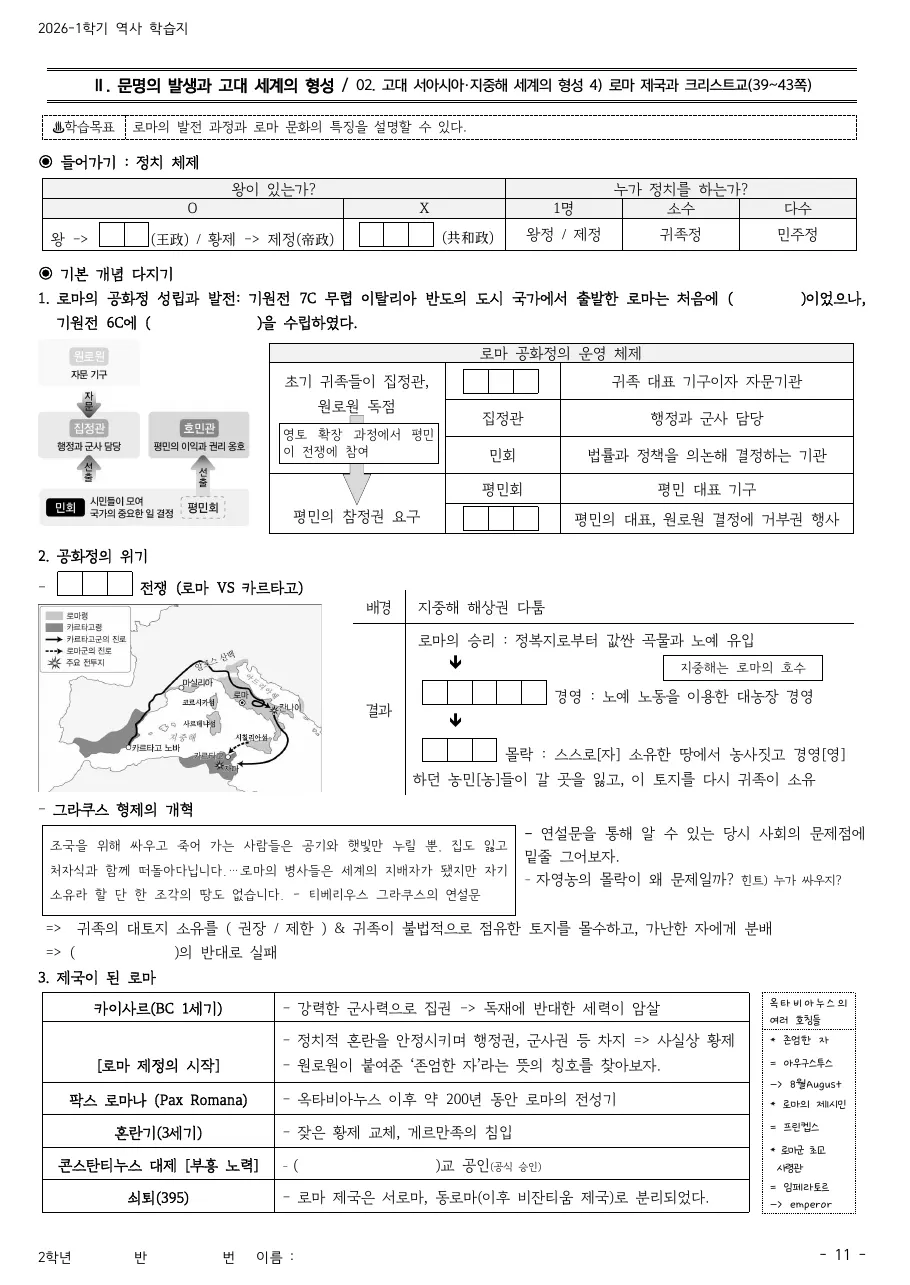 2026-1학기 역사 학습지
Ⅱ. 문명의 발생과 고대 세계의 형성 / 02. 고대 서아시아·지중해 세계의 형성 4) 로마 제국과 크리스트교(39~43쪽)
♨학습목표 로마의 발전 과정과 로마 문화의 특징을 설명할 수 있다.
◉ 들어가기 : 정치 체제
왕이 있는가? 누가 정치를 하는가?
O X 1명 소수 다수
왕 -> (王政) / 황제 -> 제정(帝政) (共和政) 왕정 / 제정 귀족정 민주정
◉ 기본 개념 다지기
1. 로마의 공화정 성립과 발전: 기원전 7C 무렵 이탈리아 반도의 도시 국가에서 출발한 로마는 처음에 ( )이었으나,
기원전 6C에 ( )을 수립하였다.
원로원
자문 기구
자문
집정관
행정과 군사 담당
호민관
평민의 이익과 권리 옹호
선출
선출
민회
시민들이 모여
국가의 중요한 일 결정
평민회
로마 공화정의 운영 체제
초기 귀족들이 집정관,
원로원 독점
영토 확장 과정에서 평민
이 전쟁에 참여
평민의 참정권 요구
귀족 대표 기구이자 자문기관
집정관 행정과 군사 담당
민회 법률과 정책을 의논해 결정하는 기관
평민회 평민 대표 기구
평민의 대표, 원로원 결정에 거부권 행사
2. 공화정의 위기
- 전쟁 (로마 VS 카르타고)
로마령
카르타고령
카르타고군의 진로
로마군의 진로
주요 전투지
알프스 산맥
마실리아
아드리아해
코르시카섬
로마
칸나이
사르데냐섬
지중해
시칠리아섬
카르타고 노바
카르타고
자마
배경 지중해 해상권 다툼
결과
로마의 승리 : 정복지로부터 값싼 곡물과 노예 유입
🡻
지중해는 로마의 호수
경영 : 노예 노동을 이용한 대농장 경영
🡻
몰락 : 스스로[자] 소유한 땅에서 농사짓고 경영[영]
하던 농민[농]들이 갈 곳을 잃고, 이 토지를 다시 귀족이 소유
- 그라쿠스 형제의 개혁
조국을 위해 싸우고 죽어 가는 사람들은 공기와 햇빛만 누릴 뿐, 집도 잃고
처자식과 함께 떠돌아다닙니다.…로마의 병사들은 세계의 지배자가 됐지만 자기
소유라 할 단 한 조각의 땅도 없습니다. - 티베리우스 그라쿠스의 연설문
- 연설문을 통해 알 수 있는 당시 사회의 문제점에
밑줄 그어보자.
- 자영농의 몰락이 왜 문제일까? 힌트) 누가 싸우지?
=> 귀족의 대토지 소유를 ( 권장 / 제한 ) & 귀족이 불법적으로 점유한 토지를 몰수하고, 가난한 자에게 분배
=> ( )의 반대로 실패
3. 제국이 된 로마
카이사르(BC 1세기) - 강력한 군사력으로 집권 -> 독재에 반대한 세력이 암살
[로마 제정의 시작]
- 정치적 혼란을 안정시키며 행정권, 군사권 등 차지 => 사실상 황제
- 원로원이 붙여준 ‘존엄한 자’라는 뜻의 칭호를 찾아보자.
팍스 로마나 (Pax Romana) - 옥타비아누스 이후 약 200년 동안 로마의 전성기
혼란기(3세기) - 잦은 황제 교체, 게르만족의 침입
콘스탄티누스 대제 [부흥 노력] - ( )교 공인(공식 승인)
쇠퇴(395) - 로마 제국은 서로마, 동로마(이후 비잔티움 제국)로 분리되었다.
옥타비아누스의
여러 호칭들
* 존엄한 자
= 아우구스투스
-> 8월August
* 로마의 제1시민
= 프린켑스
* 로마군 최고
사령관
= 임페라토르
-> emperor
2학년 반 번 이름 :
- 11 -